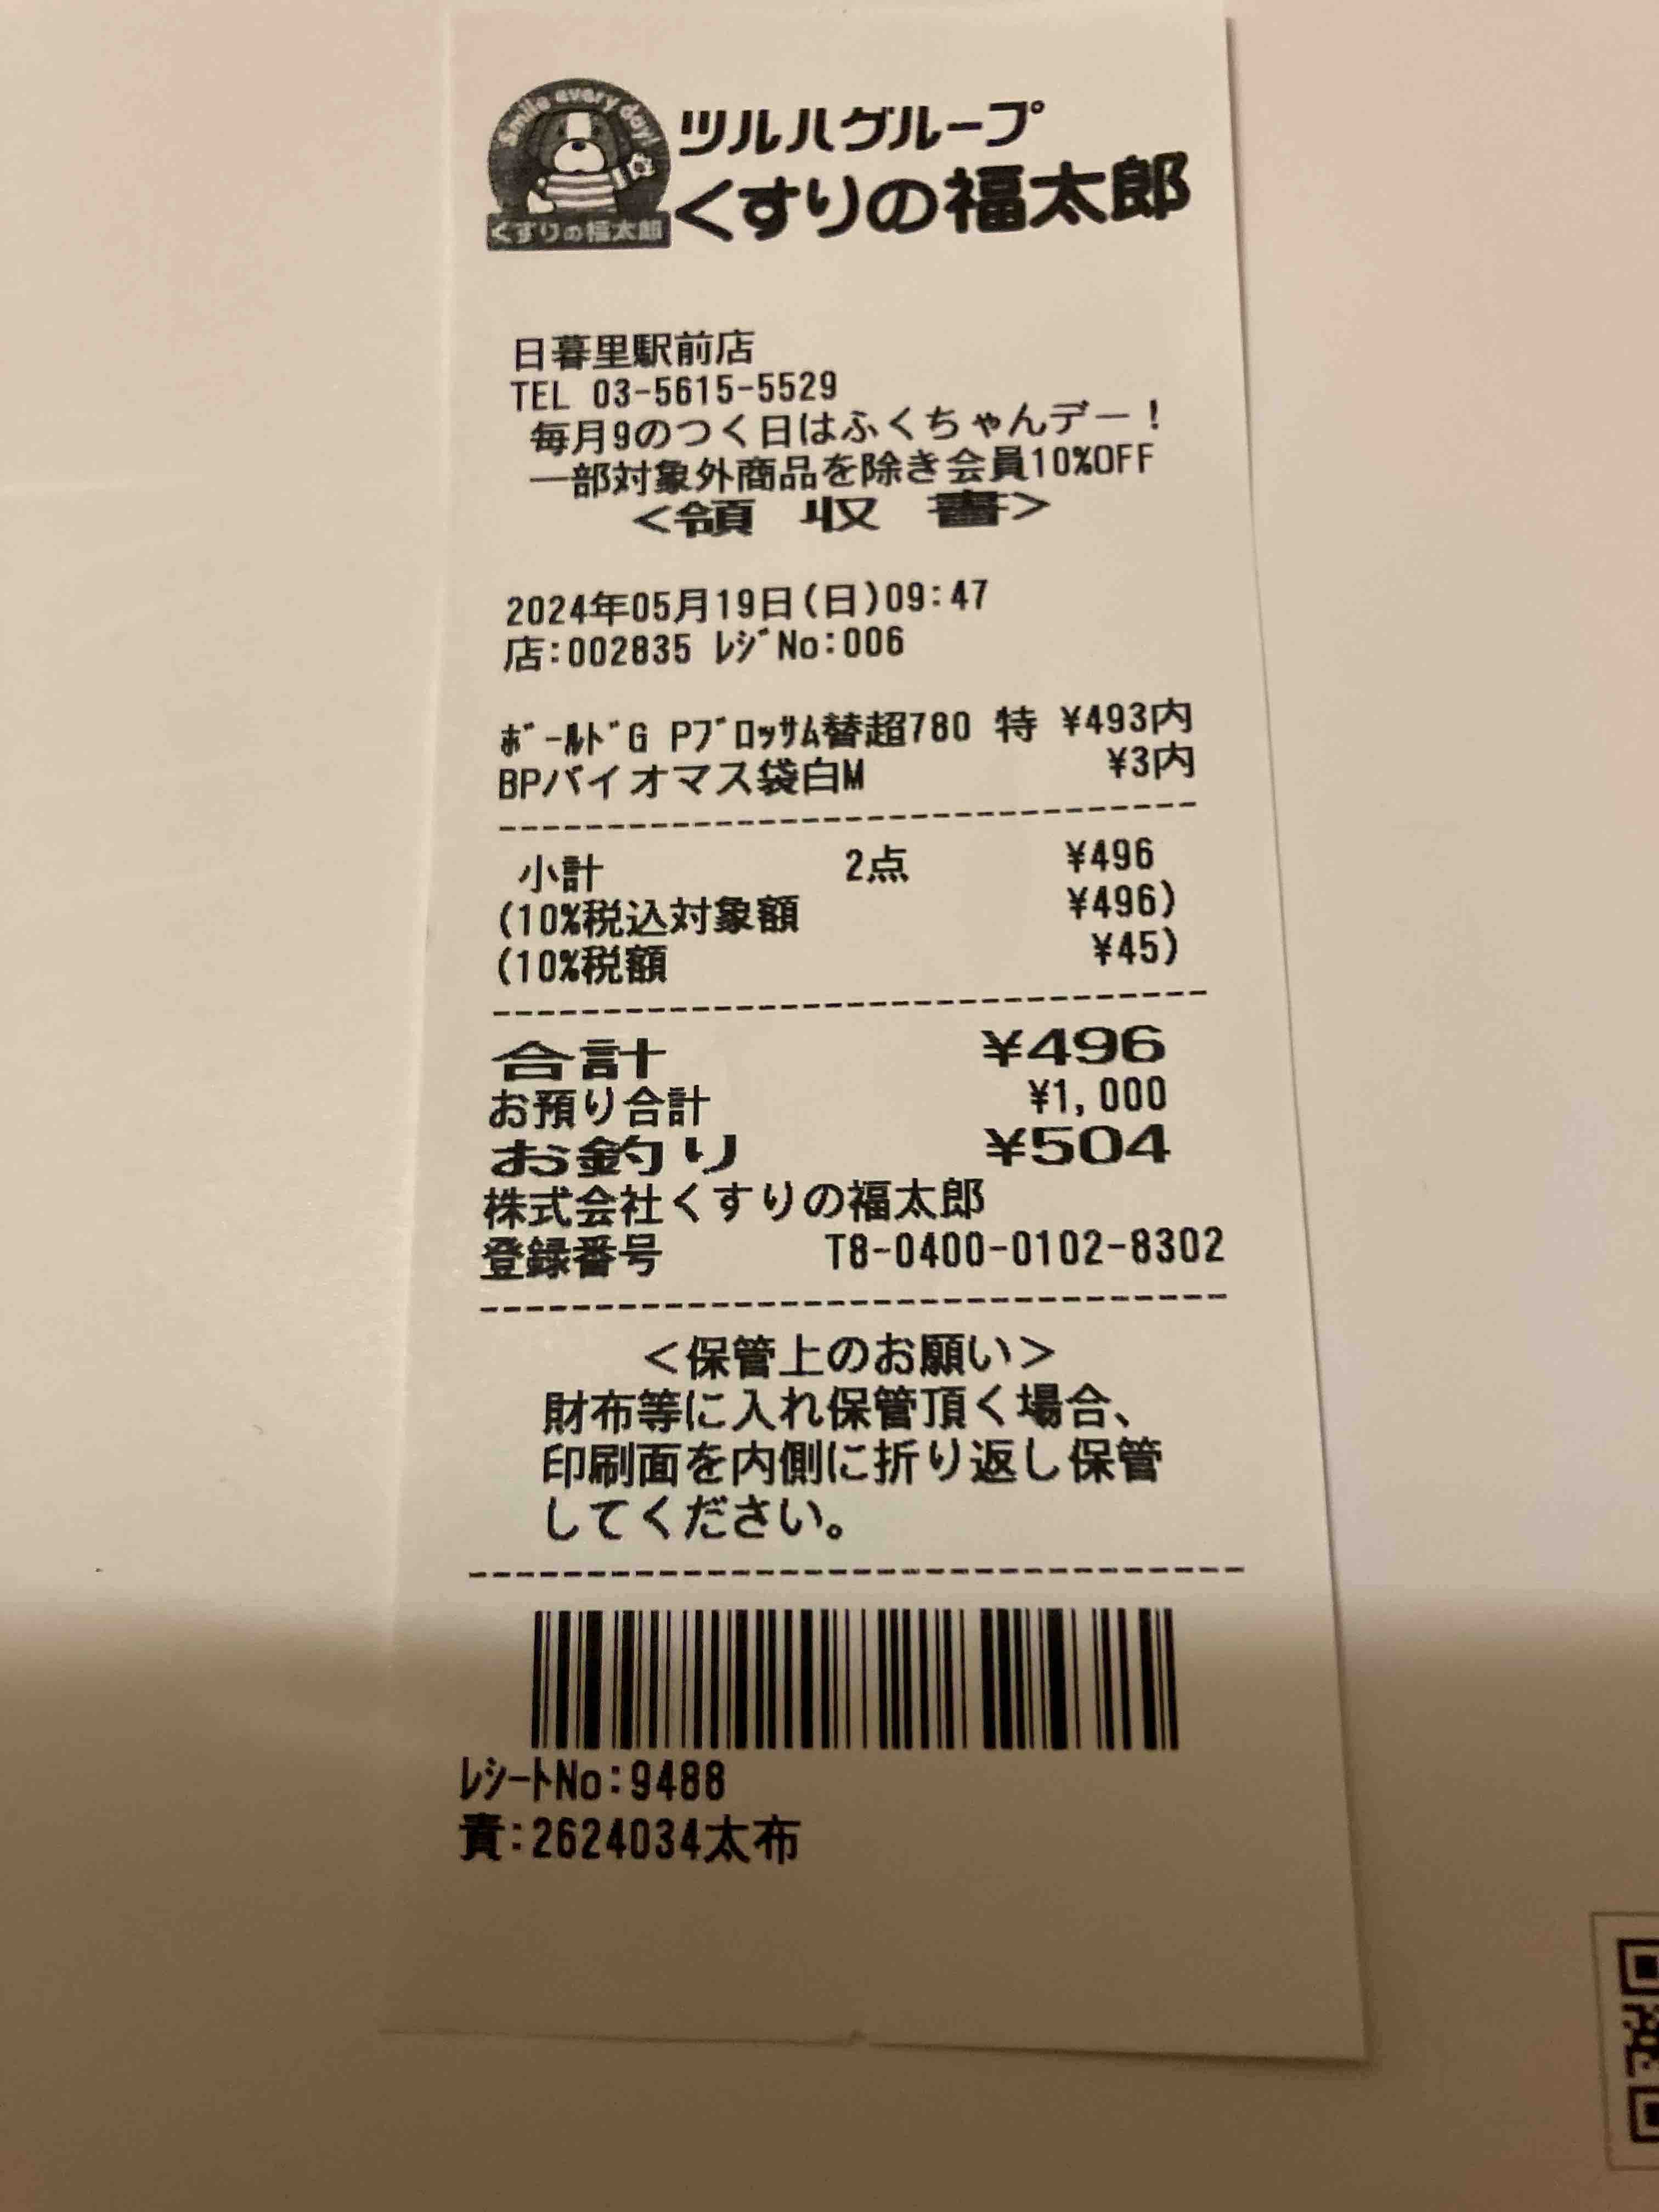 Smile every day!
くすりの福太郎
ツルハグループ
くすりの福太郎
日暮里駅前店
TEL 03-5615-5529
毎月9のつく日はふくちゃんデー!
一部対象外商品を除き会員10%OFF
<領 収 書>
2024年05月19日(日)09:47
店:002835 ﾚｼﾞNo:006
ﾎﾞｰﾙﾄﾞG Pﾌﾞﾛｯｻﾑ替超780 特 ¥493内
BPバイオマス袋白M ¥3内
小計 2点 ¥496
(10%税込対象額 ¥496)
(10%税額 ¥45)
合計 ¥496
お預り合計 ¥1,000
お釣り ¥504
株式会社くすりの福太郎
登録番号 T8-0400-0102-8302
<保管上のお願い>
財布等に入れ保管頂く場合、
印刷面を内側に折り返し保管
してください。
ﾚｼｰﾄNo:9488
責:2624034太布